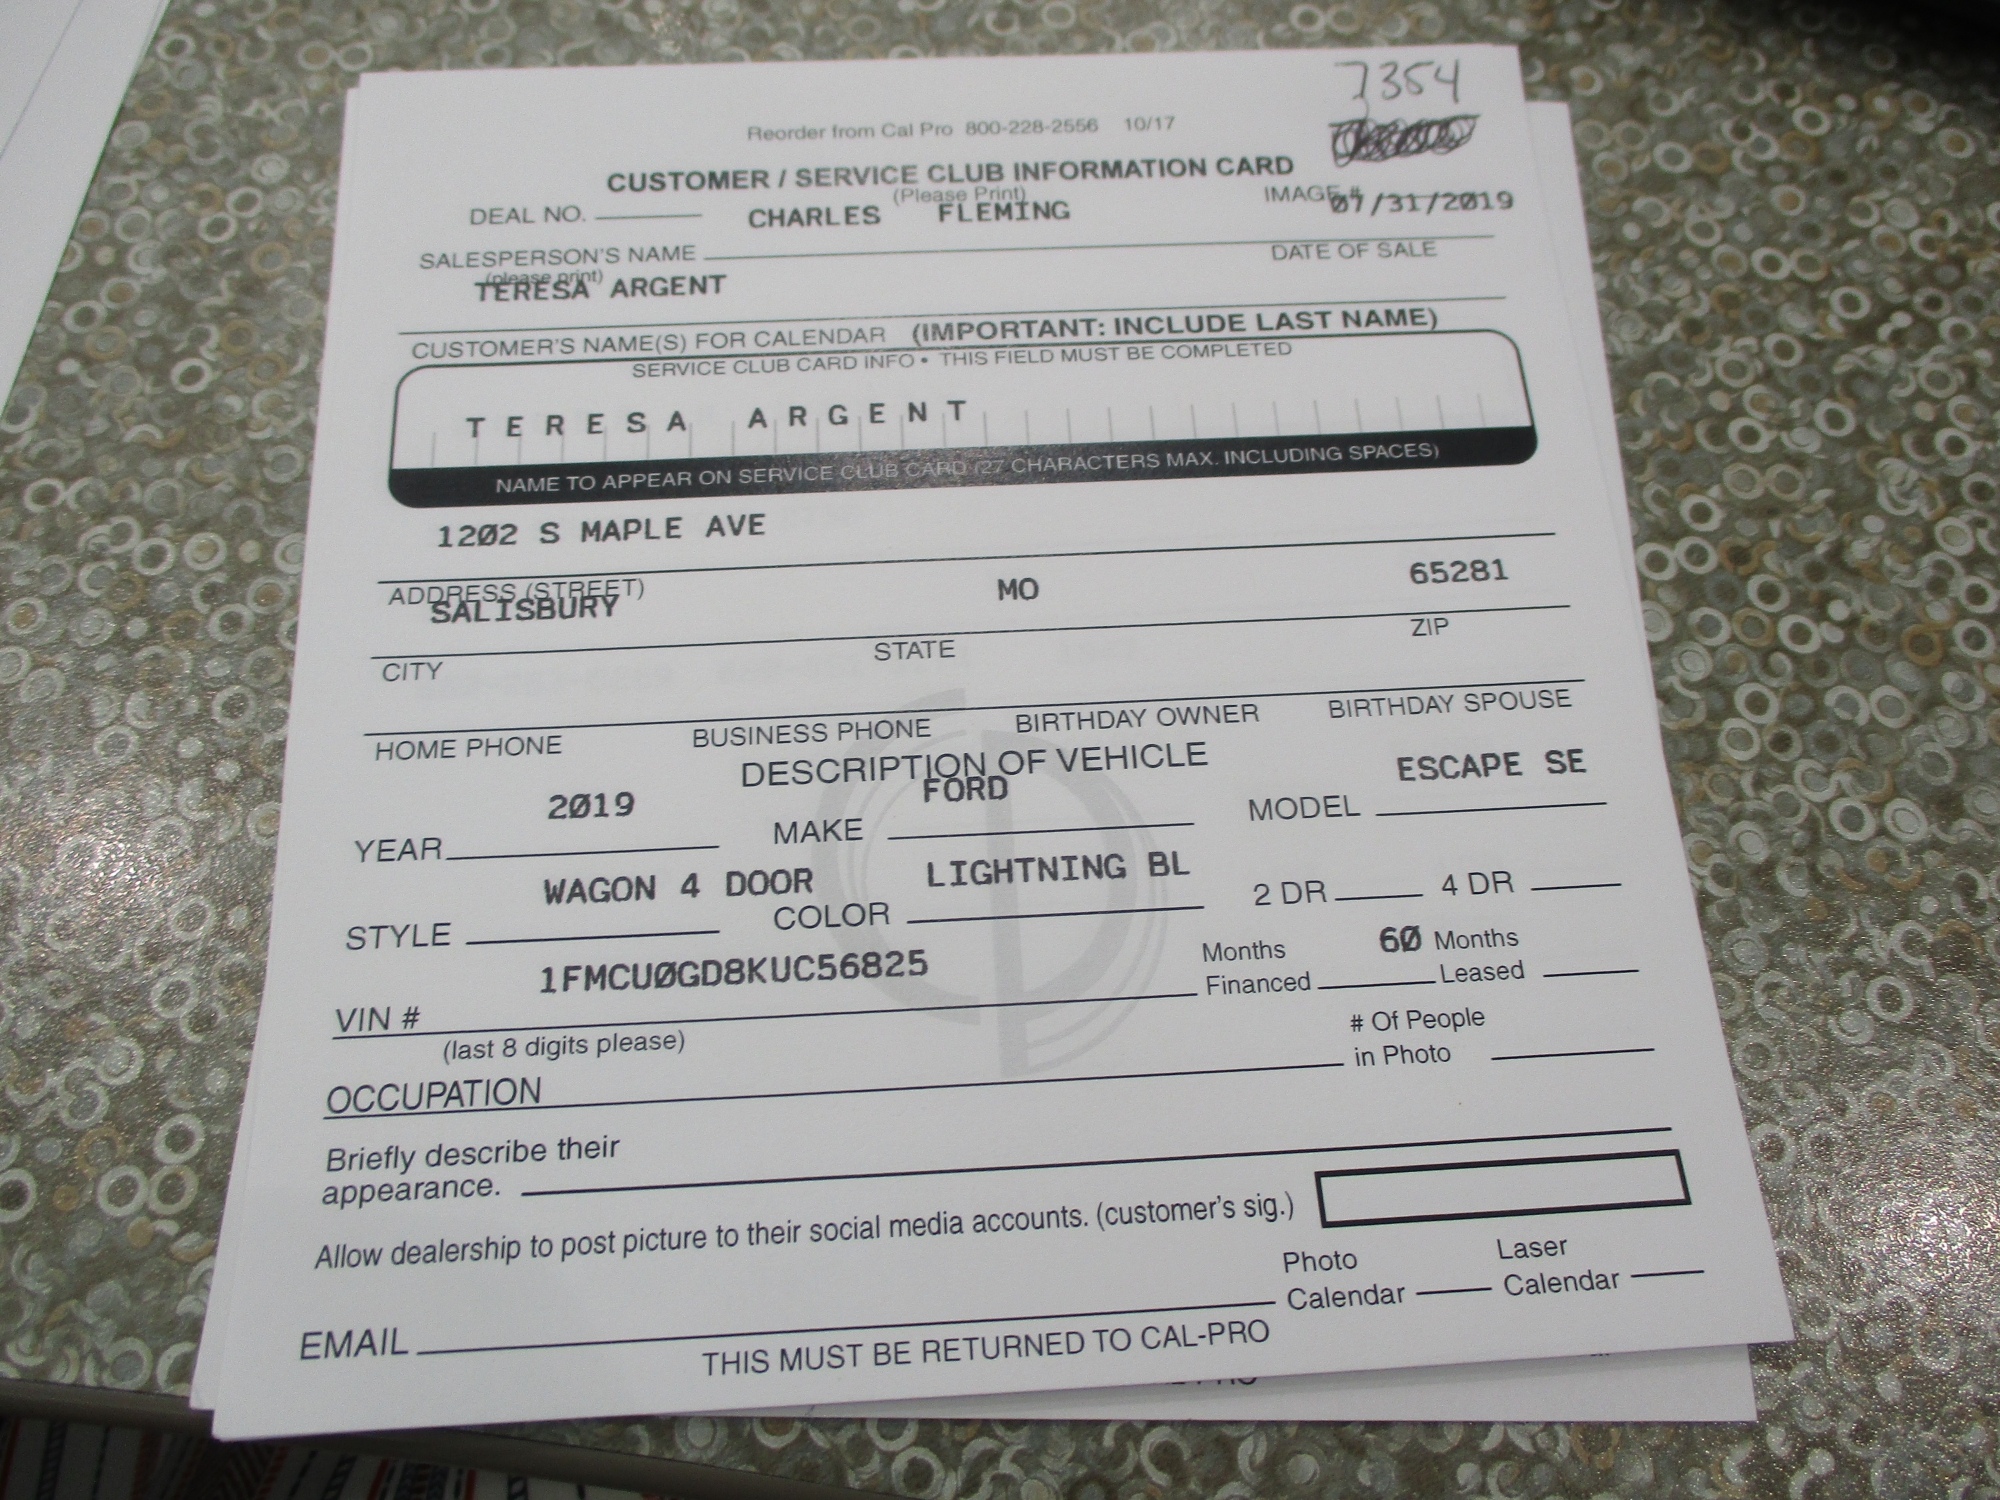 7354
Reorder from Cal Pro 800-228-2556 10/17
CUSTOMER / SERVICE CLUB INFORMATION CARD
(Please Print)
IMAGE #
DEAL NO. CHARLES FLEMING 07/31/2019
SALESPERSON'S NAME DATE OF SALE
(please print)
TERESA ARGENT
CUSTOMER'S NAME(S) FOR CALENDAR (IMPORTANT: INCLUDE LAST NAME)
SERVICE CLUB CARD INFO • THIS FIELD MUST BE COMPLETED
TERESA ARGENT
NAME TO APPEAR ON SERVICE CLUB CARD (27 CHARACTERS MAX. INCLUDING SPACES)
1202 S MAPLE AVE
ADDRESS (STREET)
SALISBURY MO 65281
CITY STATE ZIP
HOME PHONE BUSINESS PHONE BIRTHDAY OWNER BIRTHDAY SPOUSE
DESCRIPTION OF VEHICLE
2019 FORD ESCAPE SE
YEAR MAKE MODEL
WAGON 4 DOOR LIGHTNING BL
STYLE COLOR 2 DR 4 DR
1FMCU0GD8KUC56825 Months 60 Months
VIN # Financed Leased
(last 8 digits please) # Of People
OCCUPATION in Photo
Briefly describe their
appearance.
Allow dealership to post picture to their social media accounts. (customer's sig.)
Photo Laser
EMAIL Calendar Calendar
THIS MUST BE RETURNED TO CAL-PRO